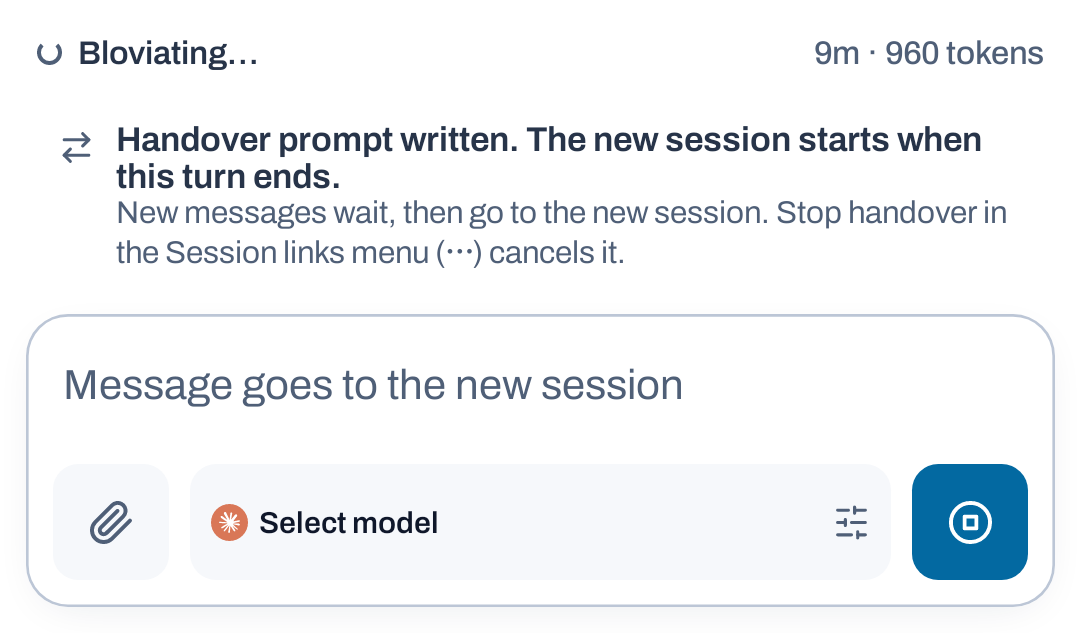 Bloviating…
9m · 960 tokens
Handover prompt written. The new session starts when
this turn ends.
New messages wait, then go to the new session. Stop handover in
the Session links menu (···) cancels it.
Message goes to the new session
Select model